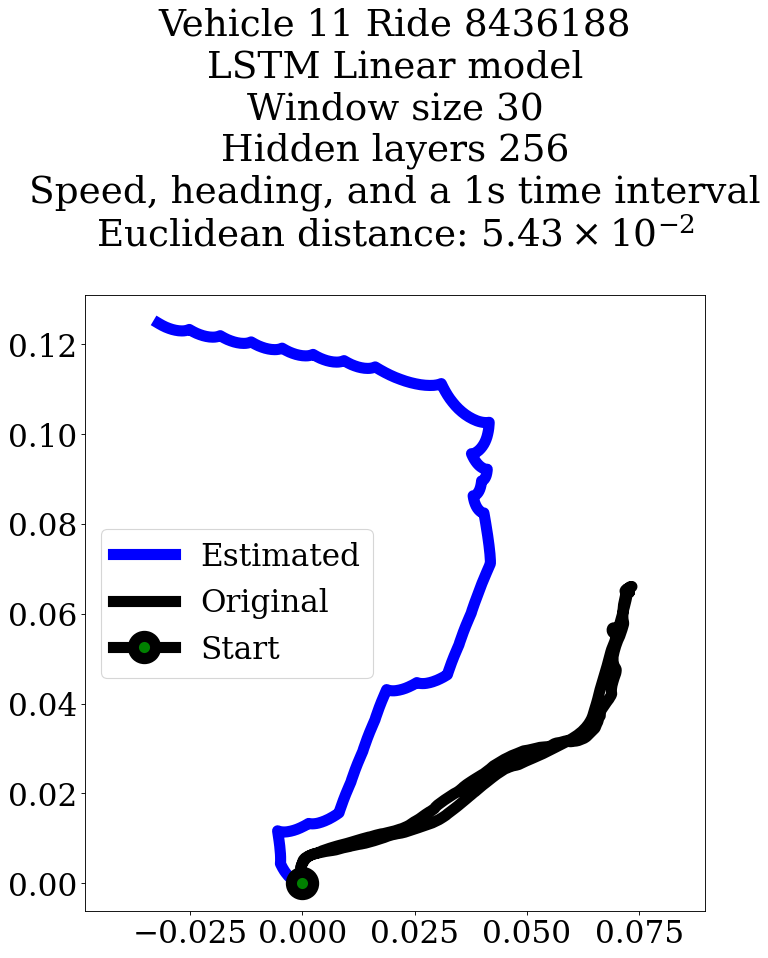 Vehicle 11 Ride 8436188
LSTM Linear model
Window size 30
Hidden layers 256
Speed, heading, and a 1s time interval
Euclidean distance: 5.43 × 10⁻²
0.12
0.10
0.08
0.06
0.04
0.02
0.00
Estimated
Original
Start
−0.025 0.000 0.025 0.050 0.075